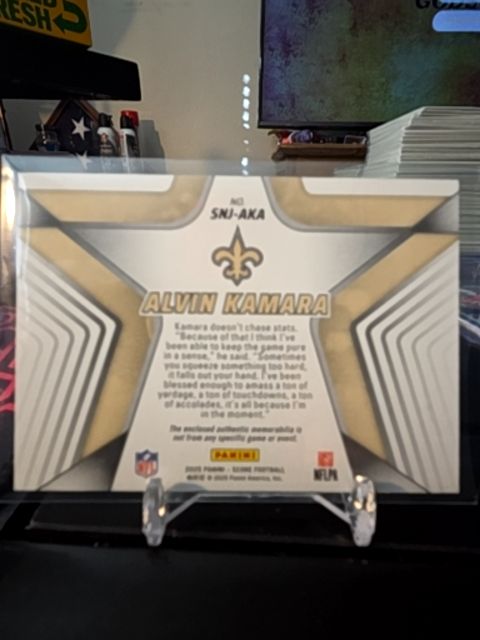 RESH
NO.
SNJ-AKA
ALVIN KAMARA
Kamara doesn't chase stats.
"Because of that I think I've
been able to keep the game pure
in a sense," he said. "Sometimes
you squeeze something too hard,
it falls out your hand. I've been
blessed enough to amass a ton of
yardage, a ton of touchdowns, a ton
of accolades, it's all because I'm
in the moment."
The enclosed authentic memorabilia is
not from any specific game or event.
PANINI
NFL
NFLPA
2025 PANINI - SCORE FOOTBALL
© 2025 Panini America, Inc.